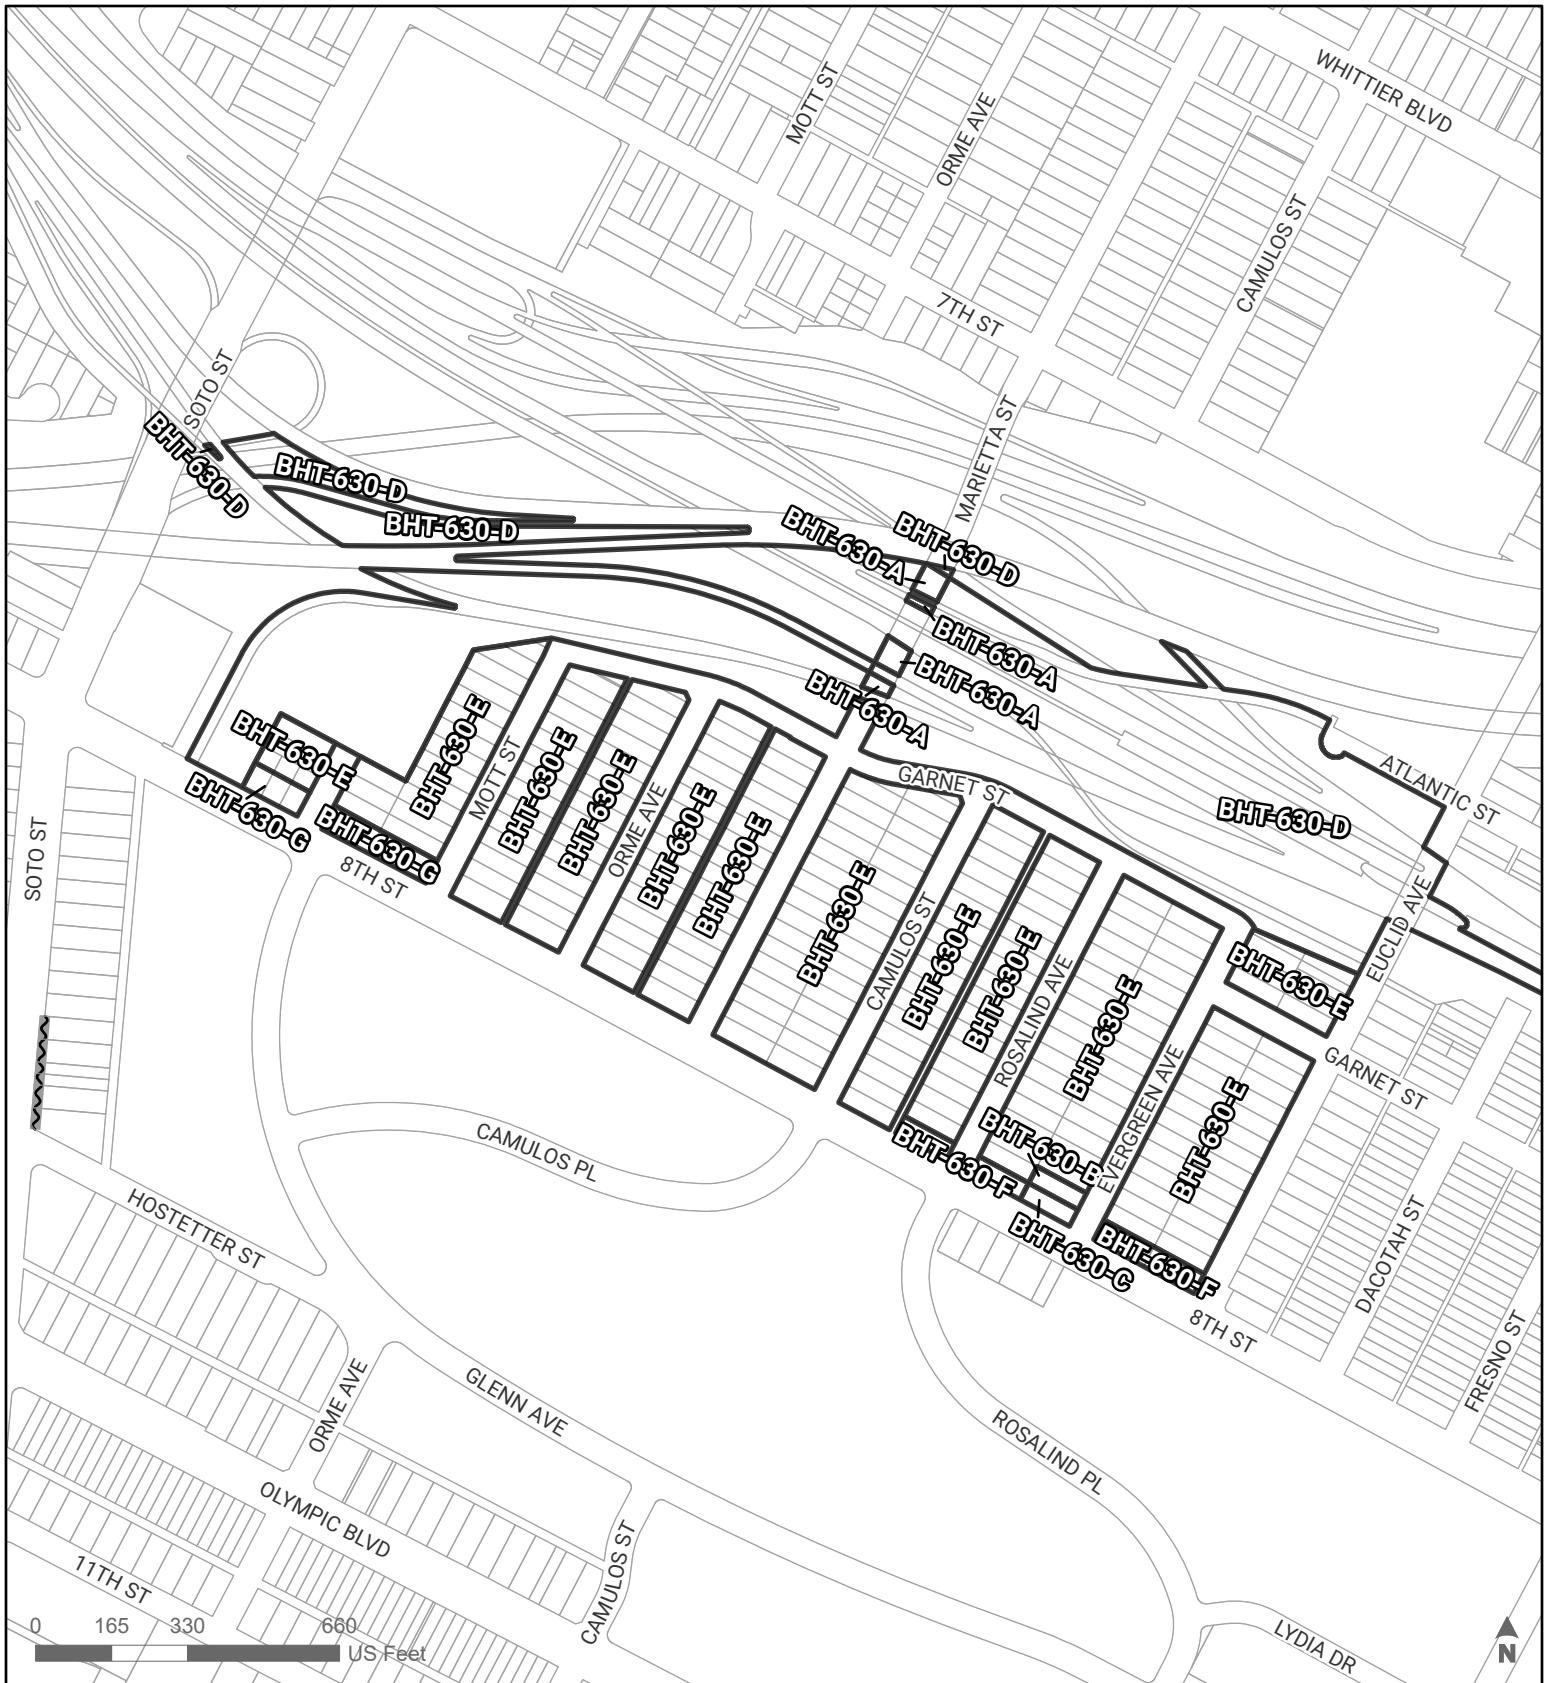 WHITTIER BLVD
MOTT ST
ORME AVE
CAMULOS ST
7TH ST
SOTO ST
MARIETTA ST
BHT-630-D
BHT-630-D
BHT-630-D
BHT-630-A
BHT-630-D
BHT-630-A
BHT-630-A
BHT-630-A
BHT-630-E
BHT-630-E
MOTT ST
BHT-630-E
BHT-630-E
ORME AVE
BHT-630-E
BHT-630-E
GARNET ST
ATLANTIC ST
BHT-630-D
BHT-630-G
BHT-630-G
8TH ST
SOTO ST
BHT-630-E
CAMULOS ST
BHT-630-E
BHT-630-E
ROSALIND AVE
BHT-630-E
EUCLID AVE
BHT-630-E
GARNET ST
EVERGREEN AVE
BHT-630-E
BHT-630-B
BHT-630-F
BHT-630-C
BHT-630-F
CAMULOS PL
HOSTETTER ST
DACOTAH ST
8TH ST
FRESNO ST
ORME AVE
GLENN AVE
ROSALIND PL
OLYMPIC BLVD
CAMULOS ST
11TH ST
LYDIA DR
0 165 330 660
US Feet
N